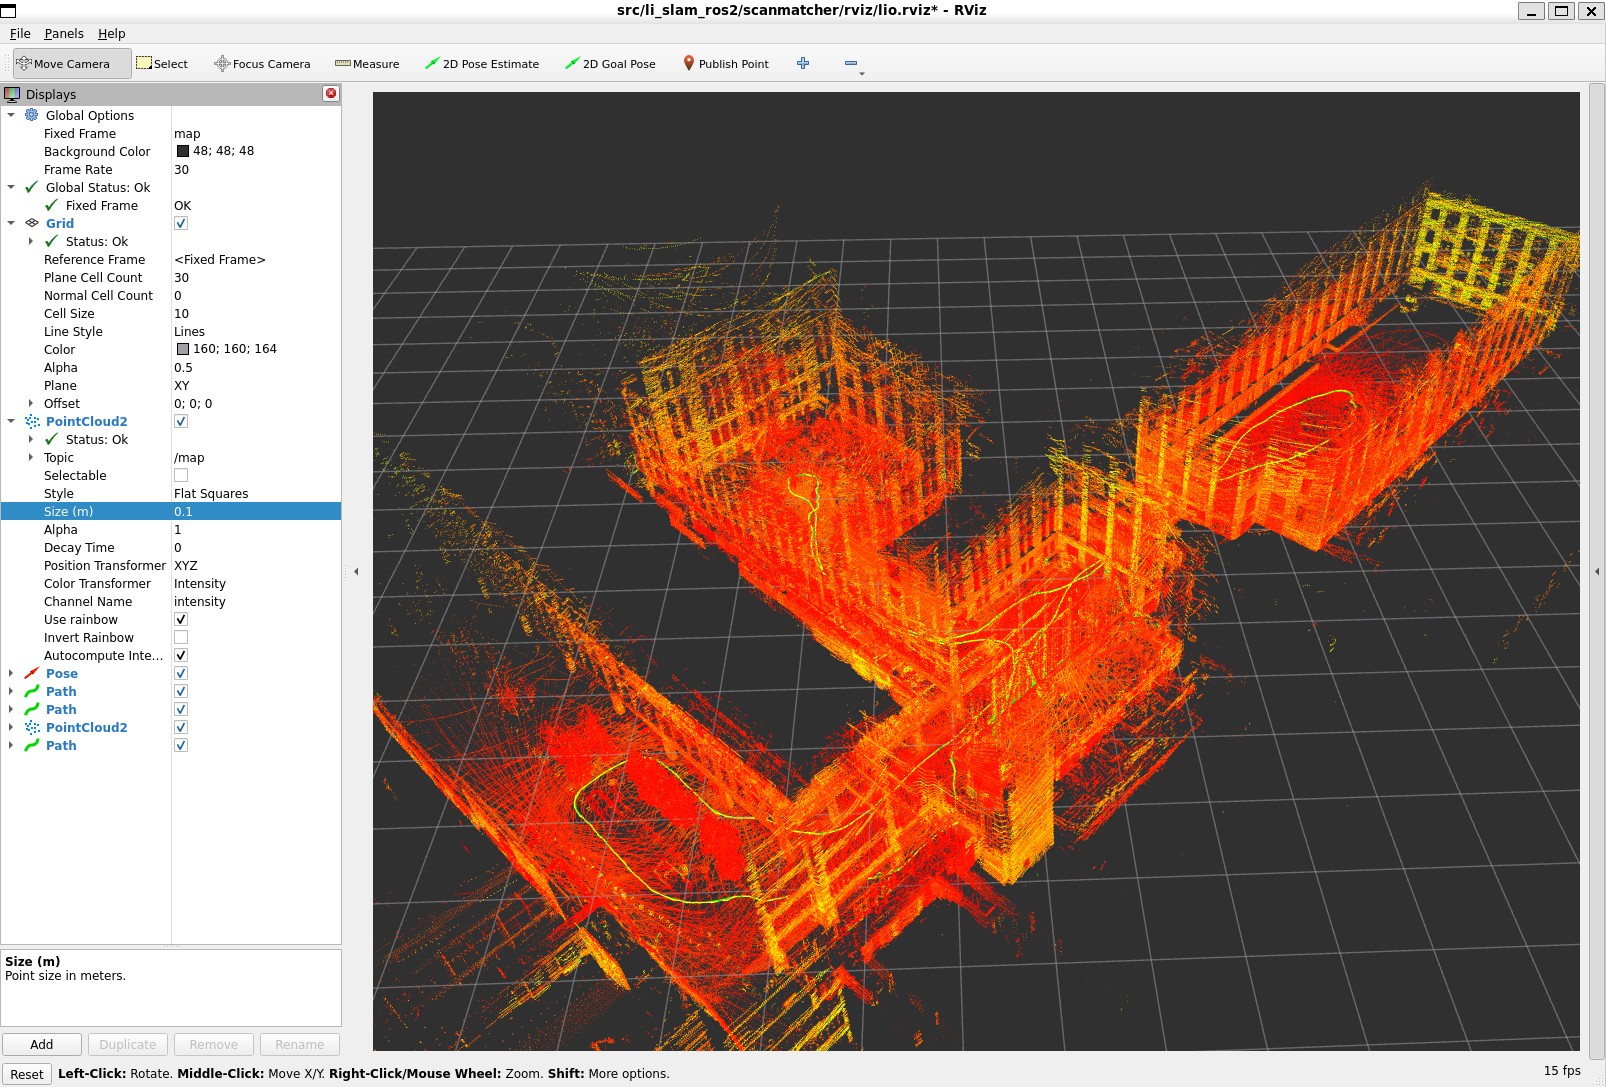 src/li_slam_ros2/scanmatcher/rviz/lio.rviz* - RViz
File Panels Help
Move Camera Select Focus Camera Measure 2D Pose Estimate 2D Goal Pose Publish Point
Displays
Global Options
Fixed Frame map
Background Color 48; 48; 48
Frame Rate 30
Global Status: Ok
Fixed Frame OK
Grid
Status: Ok
Reference Frame <Fixed Frame>
Plane Cell Count 30
Normal Cell Count 0
Cell Size 10
Line Style Lines
Color 160; 160; 164
Alpha 0.5
Plane XY
Offset 0; 0; 0
PointCloud2
Status: Ok
Topic /map
Selectable
Style Flat Squares
Size (m) 0.1
Alpha 1
Decay Time 0
Position Transformer XYZ
Color Transformer Intensity
Channel Name intensity
Use rainbow
Invert Rainbow
Autocompute Inte...
Pose
Path
Path
PointCloud2
Path
Size (m)
Point size in meters.
Add Duplicate Remove Rename
Reset Left-Click: Rotate. Middle-Click: Move X/Y. Right-Click/Mouse Wheel: Zoom. Shift: More options. 15 fps